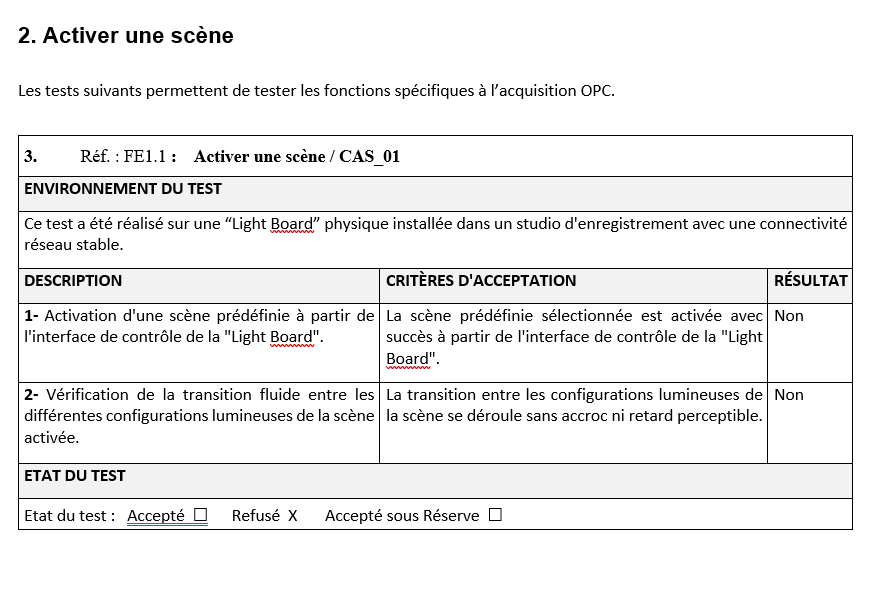 2. Activer une scène
Les tests suivants permettent de tester les fonctions spécifiques à l’acquisition OPC.
3. Réf. : FE1.1 : Activer une scène / CAS_01
ENVIRONNEMENT DU TEST
Ce test a été réalisé sur une “Light Board” physique installée dans un studio d'enregistrement avec une connectivité
réseau stable.
DESCRIPTION CRITÈRES D'ACCEPTATION RÉSULTAT
1- Activation d'une scène prédéfinie à partir de
l'interface de contrôle de la "Light Board".
La scène prédéfinie sélectionnée est activée avec
succès à partir de l'interface de contrôle de la "Light
Board".
Non
2- Vérification de la transition fluide entre les
différentes configurations lumineuses de la scène
activée.
La transition entre les configurations lumineuses de
la scène se déroule sans accroc ni retard perceptible.
Non
ETAT DU TEST
Etat du test : Accepté ☐ Refusé X Accepté sous Réserve ☐